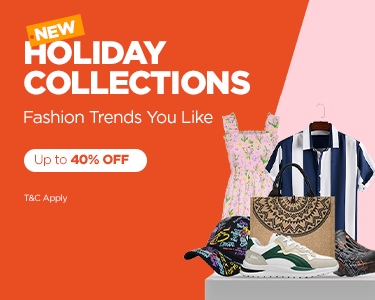 NEW
HOLIDAY
COLLECTIONS
Fashion Trends You Like
Up to 40% OFF
T&C Apply